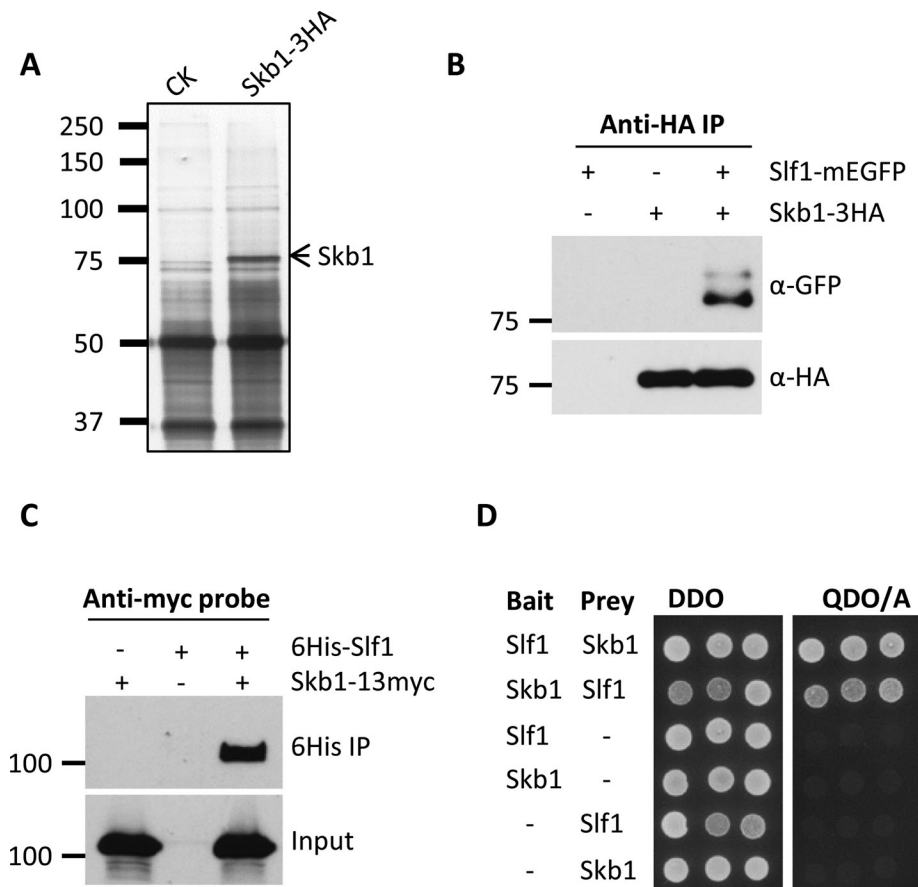 A
CK
Skb1-3HA
250
150
100
75
50
37
Skb1
B
Anti-HA IP
+ - + Slf1-mEGFP
- + + Skb1-3HA
α-GFP
75
75
α-HA
C
Anti-myc probe
- + + 6His-Slf1
+ - + Skb1-13myc
6His IP
100
Input
100
D
Bait Prey DDO QDO/A
Slf1 Skb1
Skb1 Slf1
Slf1 -
Skb1 -
- Slf1
- Skb1